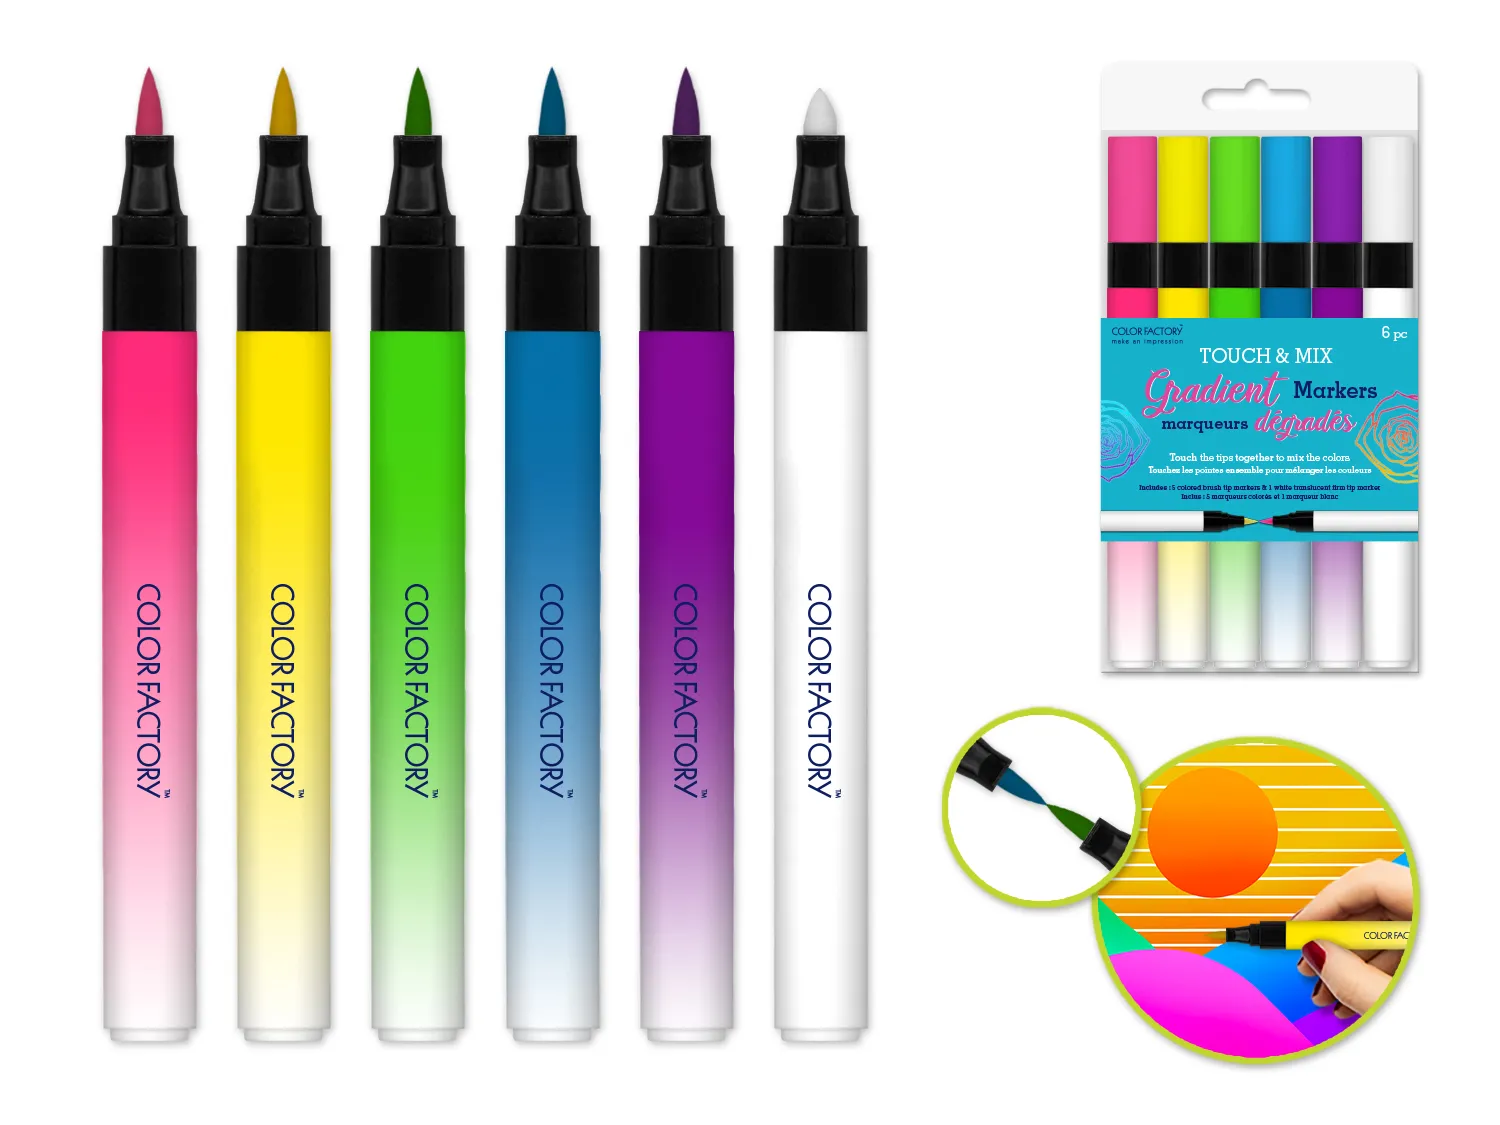 COLOR FACTORY™
COLOR FACTORY™
COLOR FACTORY™
COLOR FACTORY™
COLOR FACTORY™
COLOR FACTORY™
COLOR FACTORY™
make an impression
6 pc
TOUCH & MIX
Gradient Markers
marqueurs dégradés
Touch the tips together to mix the colors
Touches les pointes ensemble pour mélanger les couleurs
Includes : 5 colored brush tip markers & 1 white translucent firm tip marker
Inclus : 5 marqueurs colorés et 1 marqueur blanc
COLOR FAC